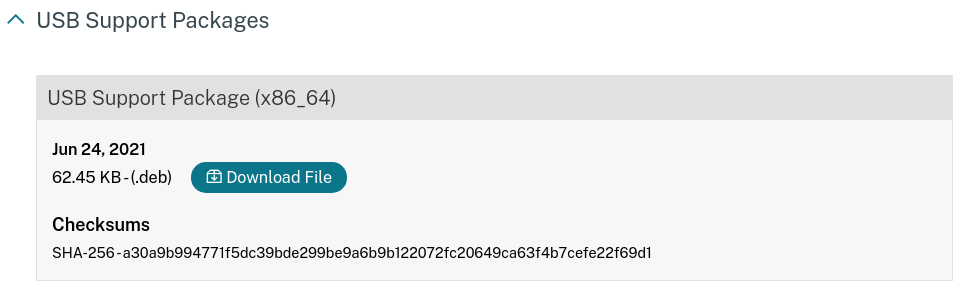 USB Support Packages
USB Support Package (x86_64)
Jun 24, 2021
62.45 KB - (.deb) Download File
Checksums
SHA-256 - a30a9b994771f5dc39bde299be9a6b9b122072fc20649ca63f4b7cefe22f69d1